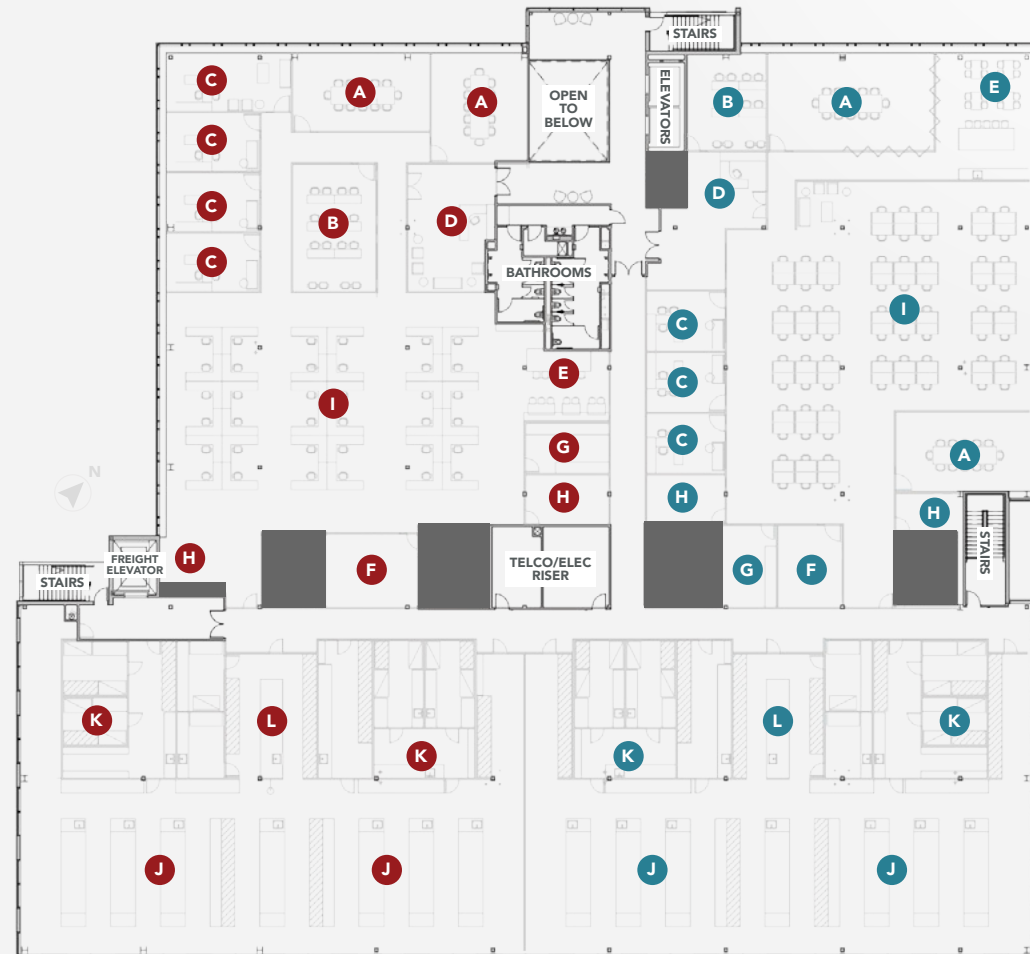 STAIRS
C
A
A
OPEN
TO
BELOW
ELEVATORS
B
A
E
C
C
B
D
D
C
BATHROOMS
I
C
E
I
C
C
G
C
A
H
H
H
N
H
FREIGHT
ELEVATOR
STAIRS
F
TELCO/ELEC
RISER
G
F
STAIRS
K
L
K
K
L
K
J
J
J
J